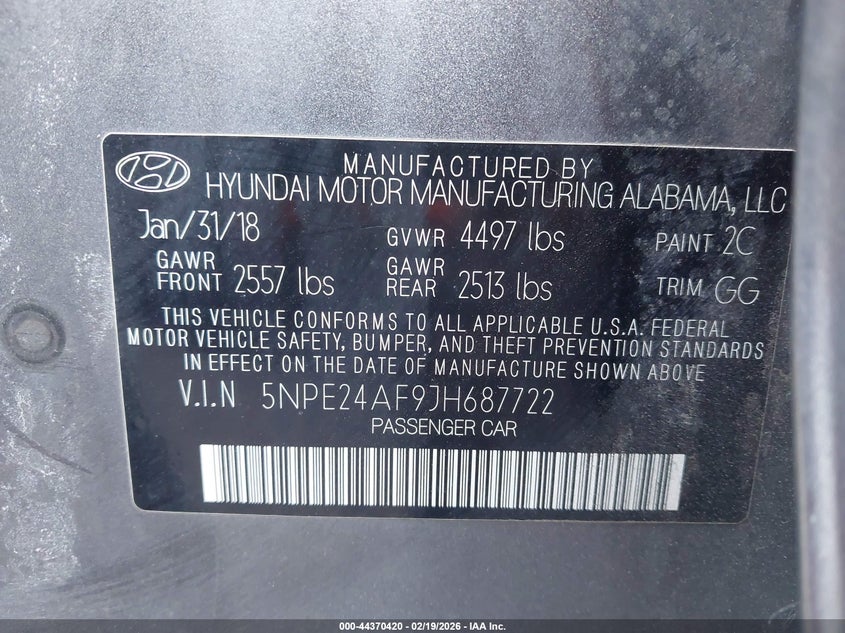 MANUFACTURED BY
HYUNDAI MOTOR MANUFACTURING ALABAMA, LLC
Jan/31/18 GVWR 4497 lbs PAINT 2C
GAWR FRONT 2557 lbs GAWR REAR 2513 lbs TRIM GG
THIS VEHICLE CONFORMS TO ALL APPLICABLE U.S.A. FEDERAL
MOTOR VEHICLE SAFETY, BUMPER, AND THEFT PREVENTION STANDARDS
IN EFFECT ON THE DATE OF MANUFACTURE SHOWN ABOVE
V.I.N 5NPE24AF9JH687722
PASSENGER CAR
000-44370420 - 02/19/2026 - IAA Inc.